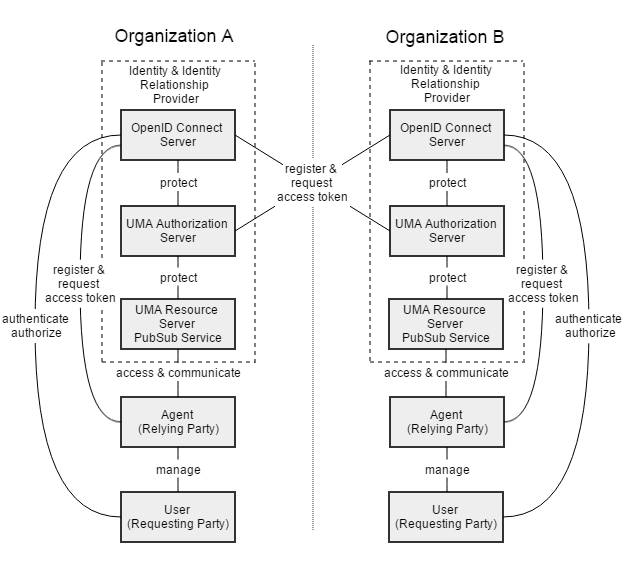 Organization A
Identity & Identity
Relationship
Provider
OpenID Connect
Server
protect
UMA Authorization
Server
protect
UMA Resource
Server
PubSub Service
access & communicate
Agent
(Relying Party)
manage
User
(Requesting Party)
register &
request
access token
authenticate
authorize
register &
request
access token
Organization B
Identity & Identity
Relationship
Provider
OpenID Connect
Server
protect
UMA Authorization
Server
protect
UMA Resource
Server
PubSub Service
access & communicate
Agent
(Relying Party)
manage
User
(Requesting Party)
register &
request
access token
authenticate
authorize